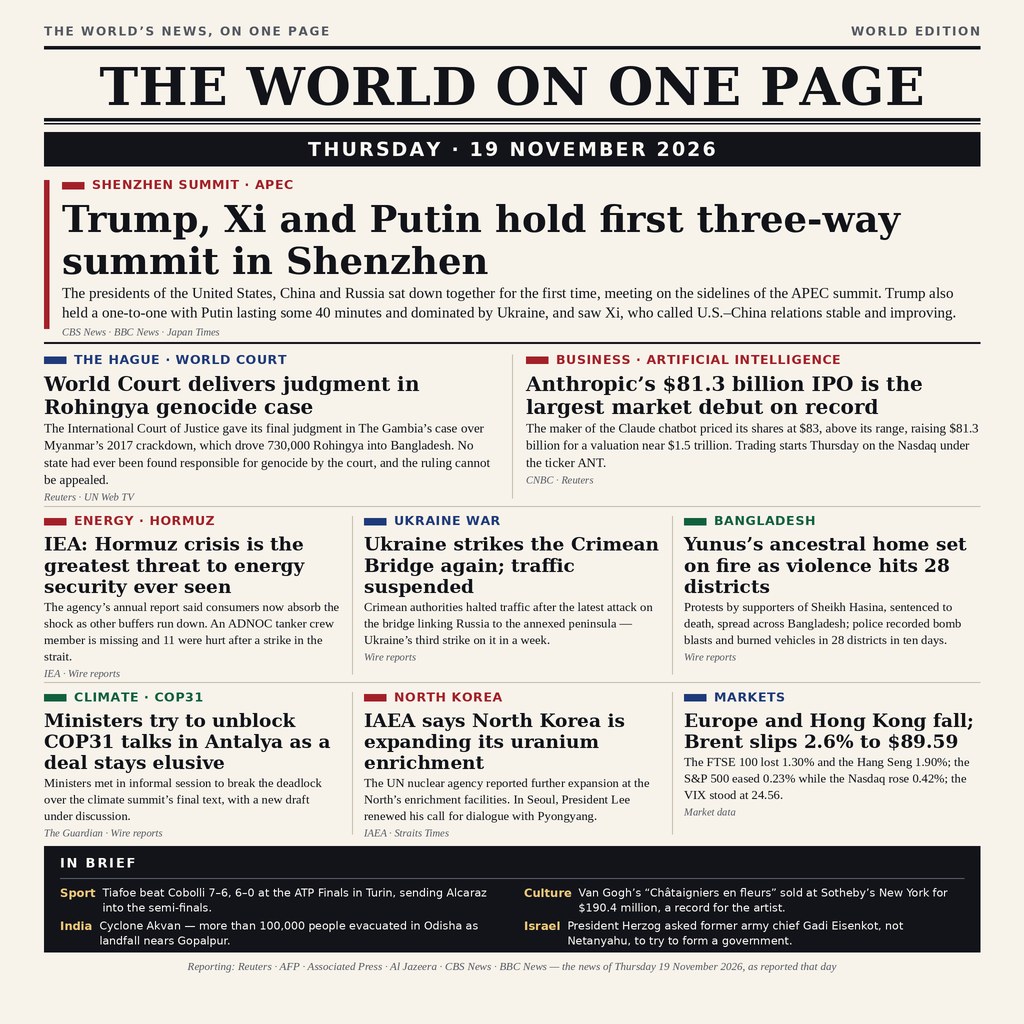 THE WORLD’S NEWS, ON ONE PAGE
WORLD EDITION
THE WORLD ON ONE PAGE
THURSDAY · 19 NOVEMBER 2026
SHENZHEN SUMMIT · APEC
Trump, Xi and Putin hold first three-way
summit in Shenzhen
The presidents of the United States, China and Russia sat down together for the first time, meeting on the sidelines of the APEC summit. Trump also
held a one-to-one with Putin lasting some 40 minutes and dominated by Ukraine, and saw Xi, who called U.S.–China relations stable and improving.
CBS News · BBC News · Japan Times
THE HAGUE · WORLD COURT
World Court delivers judgment in
Rohingya genocide case
The International Court of Justice gave its final judgment in The Gambia’s case over
Myanmar’s 2017 crackdown, which drove 730,000 Rohingya into Bangladesh. No
state had ever been found responsible for genocide by the court, and the ruling cannot
be appealed.
Reuters · UN Web TV
BUSINESS · ARTIFICIAL INTELLIGENCE
Anthropic’s $81.3 billion IPO is the
largest market debut on record
The maker of the Claude chatbot priced its shares at $83, above its range, raising $81.3
billion for a valuation near $1.5 trillion. Trading starts Thursday on the Nasdaq under
the ticker ANT.
CNBC · Reuters
ENERGY · HORMUZ
IEA: Hormuz crisis is the
greatest threat to energy
security ever seen
The agency’s annual report said consumers now absorb the
shock as other buffers run down. An ADNOC tanker crew
member is missing and 11 were hurt after a strike in the
strait.
IEA · Wire reports
UKRAINE WAR
Ukraine strikes the Crimean
Bridge again; traffic
suspended
Crimean authorities halted traffic after the latest attack on
the bridge linking Russia to the annexed peninsula —
Ukraine’s third strike on it in a week.
Wire reports
BANGLADESH
Yunus’s ancestral home set
on fire as violence hits 28
districts
Protests by supporters of Sheikh Hasina, sentenced to
death, spread across Bangladesh; police recorded bomb
blasts and burned vehicles in 28 districts in ten days.
Wire reports
CLIMATE · COP31
Ministers try to unblock
COP31 talks in Antalya as a
deal stays elusive
Ministers met in informal session to break the deadlock
over the climate summit’s final text, with a new draft
under discussion.
The Guardian · Wire reports
NORTH KOREA
IAEA says North Korea is
expanding its uranium
enrichment
The UN nuclear agency reported further expansion at the
North’s enrichment facilities. In Seoul, President Lee
renewed his call for dialogue with Pyongyang.
IAEA · Straits Times
MARKETS
Europe and Hong Kong fall;
Brent slips 2.6% to $89.59
The FTSE 100 lost 1.30% and the Hang Seng 1.90%; the
S&P 500 eased 0.23% while the Nasdaq rose 0.42%; the
VIX stood at 24.56.
Market data
IN BRIEF
Sport Tiafoe beat Cobolli 7–6, 6–0 at the ATP Finals in Turin, sending Alcaraz
into the semi-finals.
Culture Van Gogh’s “Châtaigniers en fleurs” sold at Sotheby’s New York for
$190.4 million, a record for the artist.
India Cyclone Akvan — more than 100,000 people evacuated in Odisha as
landfall nears Gopalpur.
Israel President Herzog asked former army chief Gadi Eisenkot, not
Netanyahu, to try to form a government.
Reporting: Reuters · AFP · Associated Press · Al Jazeera · CBS News · BBC News — the news of Thursday 19 November 2026, as reported that day